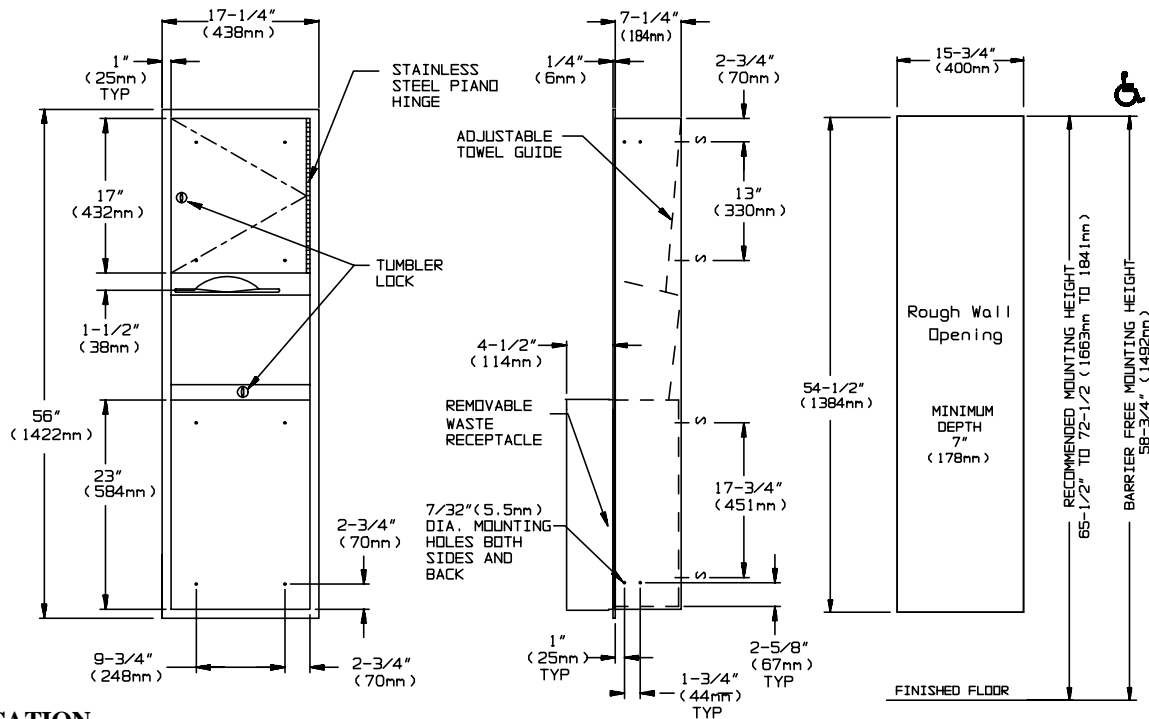 17-1/4"
(438mm)
1"
(25mm)
TYP
STAINLESS
STEEL PIANO
HINGE
17"
(432mm)
TUMBLER
LOCK
1-1/2"
(38mm)
56"
(1422mm)
23"
(584mm)
2-3/4"
(70mm)
9-3/4"
(248mm)
2-3/4"
(70mm)
7-1/4"
(184mm)
1/4"
(6mm)
2-3/4"
(70mm)
ADJUSTABLE
TOWEL GUIDE
S
13"
(330mm)
S
4-1/2"
(114mm)
REMOVABLE
WASTE
RECEPTACLE
S
17-3/4"
(451mm)
7/32"(5.5mm)
DIA. MOUNTING
HOLES BOTH
SIDES AND
BACK
S
1"
(25mm)
TYP
1-3/4"
(44mm)
TYP
2-5/8"
(67mm)
TYP
15-3/4"
(400mm)
Rough Wall
Opening
54-1/2"
(1384mm)
MINIMUM
DEPTH
7"
(178mm)
RECOMMENDED MOUNTING HEIGHT
65-1/2" TO 72-1/2 (1663mm TO 1841mm)
BARRIER FREE MOUNTING HEIGHT
58-3/4" (1492mm)
FINISHED FLOOR